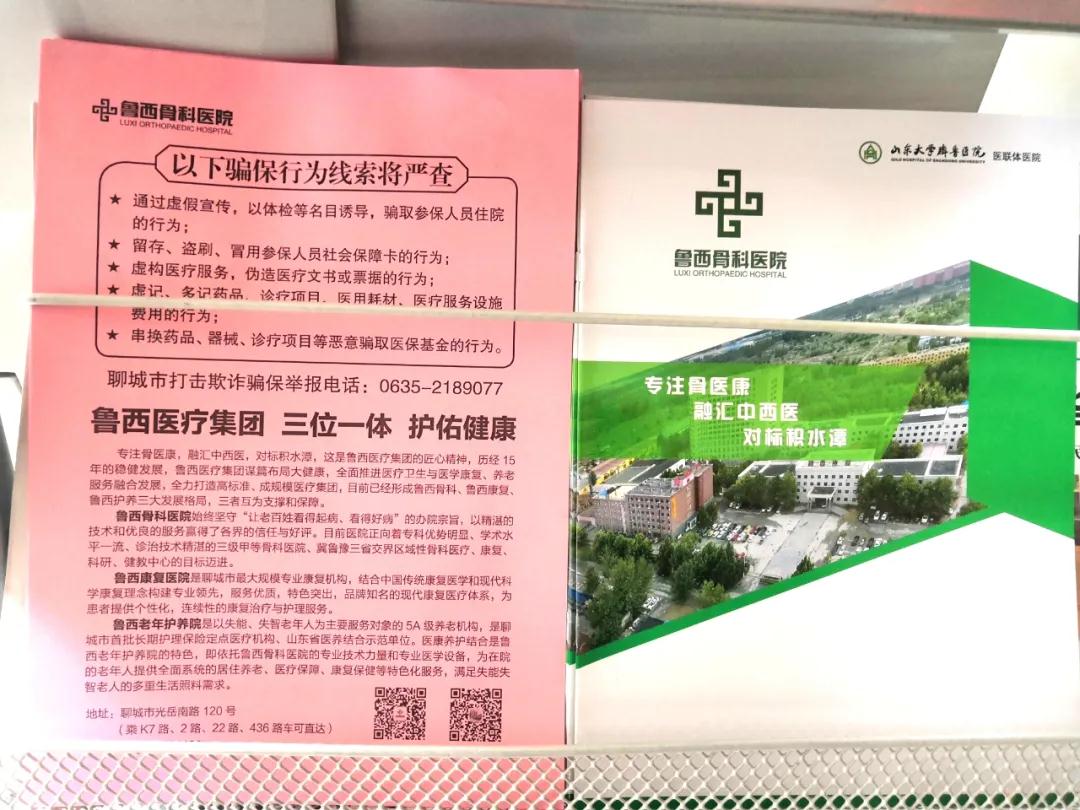 鲁西骨科医院
LUXI ORTHOPAEDIC HOSPITAL
以下骗保行为线索将严查
★ 通过虚假宣传，以体检等名目诱导，骗取参保人员住院
的行为；
★ 留存、盗刷、冒用参保人员社会保障卡的行为；
★ 虚构医疗服务，伪造医疗文书或票据的行为；
★ 虚记、多记药品、诊疗项目、医用耗材、医疗服务设施
费用的行为；
★ 串换药品、器械、诊疗项目等恶意骗取医保基金的行为。
聊城市打击欺诈骗保举报电话：0635-2189077
鲁西医疗集团 三位一体 护佑健康
专注骨医康，融汇中西医，对标积水潭，这是鲁西医疗集团的匠心精神，历经 15
年的稳健发展，鲁西医疗集团谋篇布局大健康，全面推进医疗卫生与医学康复、养老
服务融合发展，全力打造高标准、成规模医疗集团，目前已经形成鲁西骨科、鲁西康复、
鲁西护养三大发展格局，三者互为支撑和保障。
鲁西骨科医院始终坚守“让老百姓看得起病、看得好病”的办院宗旨，以精湛的
技术和优良的服务赢得了各界的信任与好评。目前医院正向着专科优势明显、学术水
平一流、诊治技术精湛的三级甲等骨科医院、冀鲁豫三省交界区域性骨科医疗、康复、
科研、健教中心的目标迈进。
鲁西康复医院是聊城市最大规模专业康复机构，结合中国传统康复医学和现代科
学康复理念构建专业领先，服务优质，特色突出，品牌知名的现代康复医疗体系，为
患者提供个性化，连续性的康复治疗与护理服务。
鲁西老年护养院是以失能、失智老年人为主要服务对象的 5A 级养老机构，是聊
城市首批长期护理保险定点医疗机构、山东省医养结合示范单位。医康养护结合是鲁
西老年护养院的特色，即依托鲁西骨科医院的专业技术力量和专业医学设备，为在院
的老年人提供全面系统的居住养老、医疗保障、康复保健等特色化服务，满足失能失
智老人的多重生活照料需求。
地址：聊城市光岳南路 120 号
（乘 K7 路、2 路、22 路、436 路车可直达）
山东大学齐鲁医院 医联体医院
QILU HOSPITAL OF SHANDONG UNIVERSITY
鲁西骨科医院
LUXI ORTHOPAEDIC HOSPITAL
专注骨医康
融汇中西医
对标积水潭